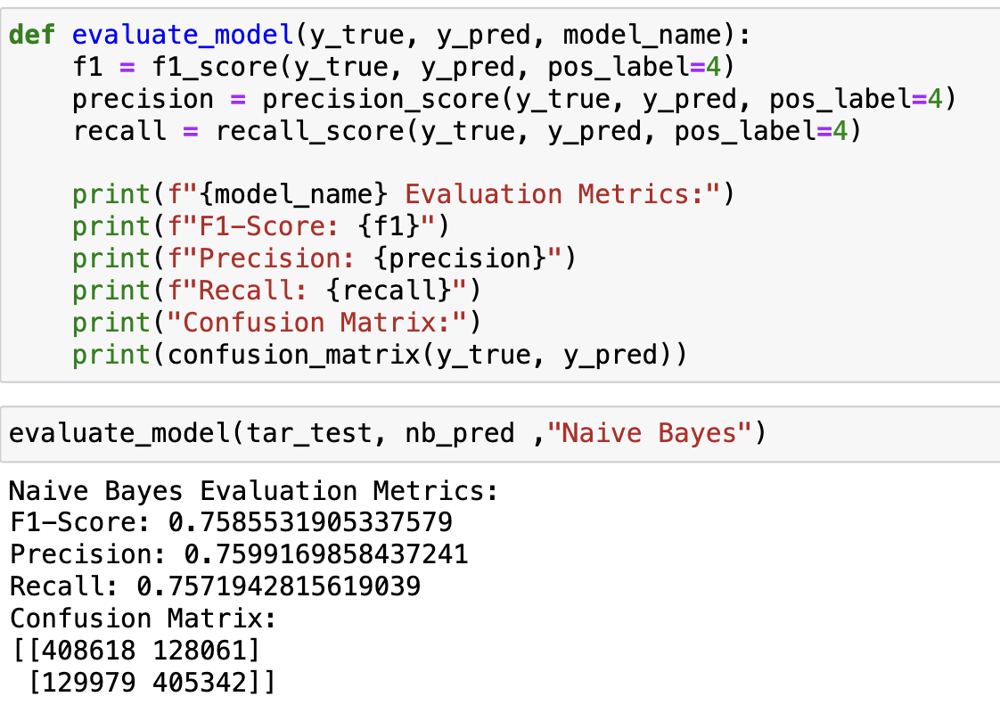 def evaluate_model(y_true, y_pred, model_name):
    f1 = f1_score(y_true, y_pred, pos_label=4)
    precision = precision_score(y_true, y_pred, pos_label=4)
    recall = recall_score(y_true, y_pred, pos_label=4)
    print(f"{model_name} Evaluation Metrics:")
    print(f"F1-Score: {f1}")
    print(f"Precision: {precision}")
    print(f"Recall: {recall}")
    print("Confusion Matrix:")
    print(confusion_matrix(y_true, y_pred))
evaluate_model(tar_test, nb_pred ,"Naive Bayes")
Naive Bayes Evaluation Metrics:
F1-Score: 0.7585531905337579
Precision: 0.7599169858437241
Recall: 0.7571942815619039
Confusion Matrix:
[[408618 128061]
 [129979 405342]]